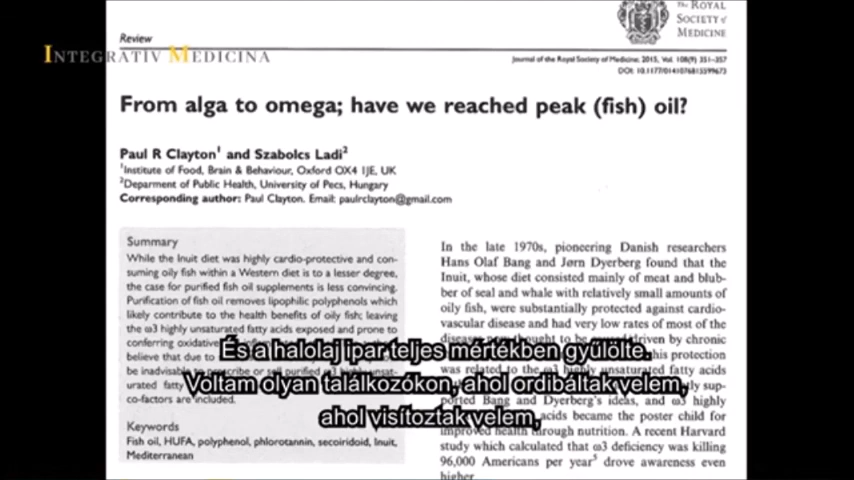 The ROYAL
SOCIETY of
MEDICINE
Review
INTEGRATIV MEDICINA
Journal of the Royal Society of Medicine; 2015, Vol. 108(9) 351–357
DOI: 10.1177/0141076815599673
From alga to omega; have we reached peak (fish) oil?
Paul R Clayton1 and Szabolcs Ladi2
1Institute of Food, Brain & Behaviour, Oxford OX4 1JE, UK
2Deparment of Public Health, University of Pecs, Hungary
Corresponding author: Paul Clayton. Email: paulrclayton@gmail.com
Summary
While the Inuit diet was highly cardio-protective and con-
suming oily fish within a Western diet is to a lesser degree,
the case for purified fish oil supplements is less convincing.
Purification of fish oil removes lipophilic polyphenols which
likely contribute to the health benefits of oily fish; leaving
the ω3 highly unsaturated fatty acids exposed and prone to
conferring oxidative
believe that due to
be inadvisable
urated fatty
co-factors are included.
Keywords
Fish oil, HUFA, polyphenol, phlorotannin, secoiridoid, Inuit,
Mediterranean
In the late 1970s, pioneering Danish researchers
Hans Olaf Bang and Jørn Dyerberg found that the
Inuit, whose diet consisted mainly of meat and blub-
ber of seal and whale with relatively small amounts of
oily fish, were substantially protected against cardio-
vascular disease and had very low rates of most of the
driven by chronic
his protection
was related to the ω3 highly unsaturated fatty acids
sup-
ported Bang and Dyerberg's ideas, and ω3 highly
acids became the poster child for
improved health through nutrition. A recent Harvard
study which calculated that ω3 deficiency was killing
96,000 Americans per year5 drove awareness even
higher.
És a halolaj ipar teljes mértékben gyűlölte.
Voltam olyan találkozókon, ahol ordibáltak velem,
ahol visítoztak velem,